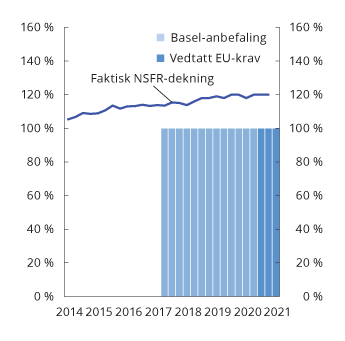 160 % 160 %
Basel-anbefaling
140 % 140 %
Vedtatt EU-krav
Faktisk NSFR-dekning
120 % 120 %
100 % 100 %
80 % 80 %
60 % 60 %
40 % 40 %
20 % 20 %
0 % 0 %
2014 2015 2016 2017 2018 2019 2020 2021